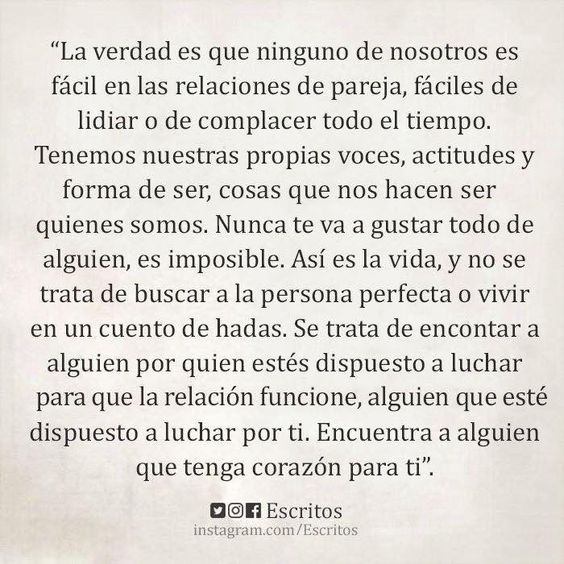 “La verdad es que ninguno de nosotros es
fácil en las relaciones de pareja, fáciles de
lidiar o de complacer todo el tiempo.
Tenemos nuestras propias voces, actitudes y
forma de ser, cosas que nos hacen ser
quienes somos. Nunca te va a gustar todo de
alguien, es imposible. Así es la vida, y no se
trata de buscar a la persona perfecta o vivir
en un cuento de hadas. Se trata de encontar a
alguien por quien estés dispuesto a luchar
para que la relación funcione, alguien que esté
dispuesto a luchar por ti. Encuentra a alguien
que tenga corazón para ti”.
Escritos
instagram.com/Escritos